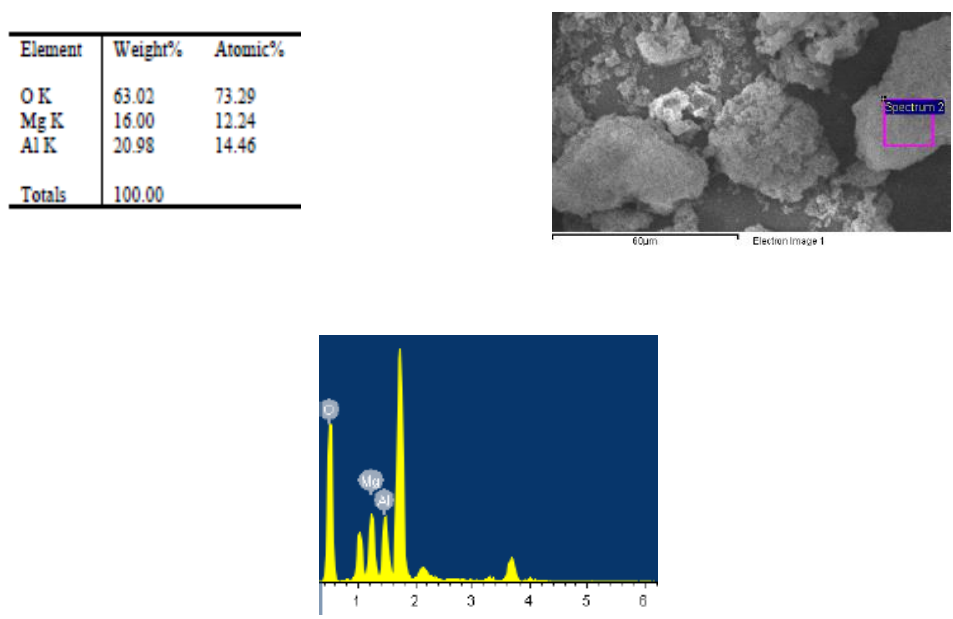 Element Weight% Atomic%
O K 63.02 73.29
Mg K 16.00 12.24
Al K 20.98 14.46
Totals 100.00
Spectrum 2
60µm Electron Image 1
O
Mg
Al
1 2 3 4 5 6